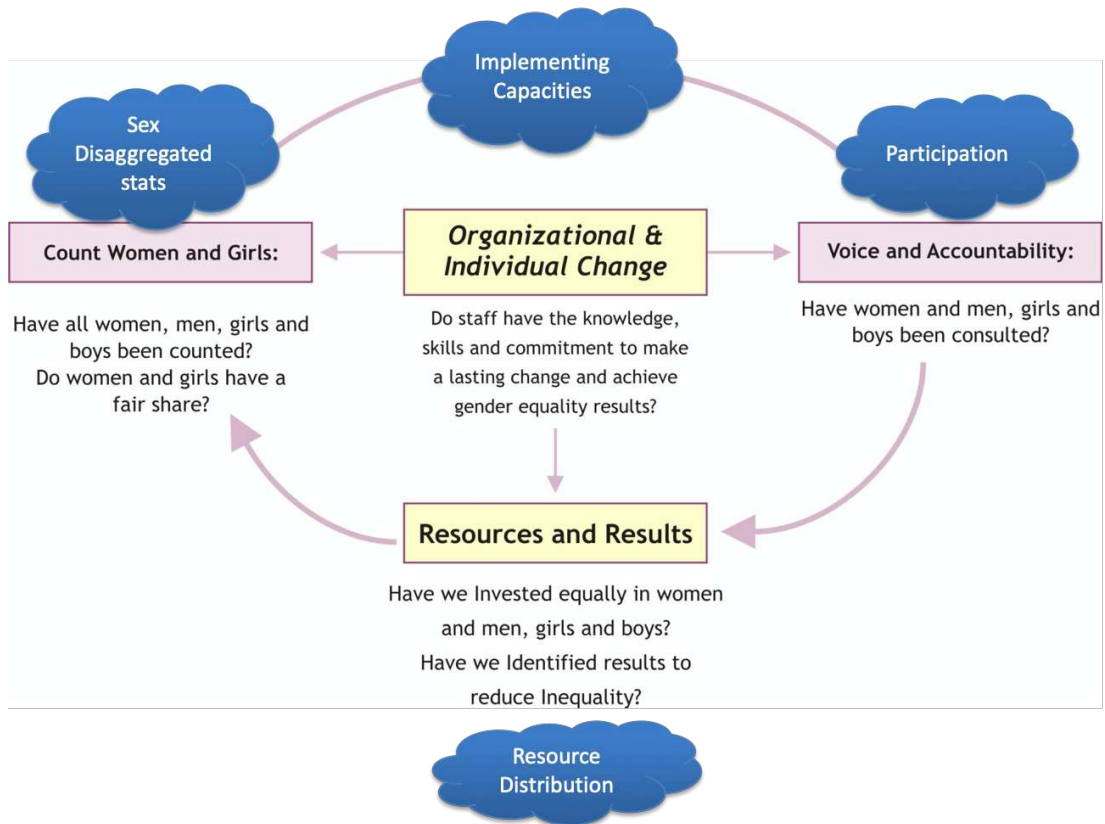 Implementing
Capacities
Sex
Disaggregated
stats
Participation
Count Women and Girls:
Organizational &
Individual Change
Voice and Accountability:
Have all women, men, girls and
boys been counted?
Do women and girls have a
fair share?
Do staff have the knowledge,
skills and commitment to make
a lasting change and achieve
gender equality results?
Have women and men, girls and
boys been consulted?
Resources and Results
Have we Invested equally in women
and men, girls and boys?
Have we Identified results to
reduce Inequality?
Resource
Distribution